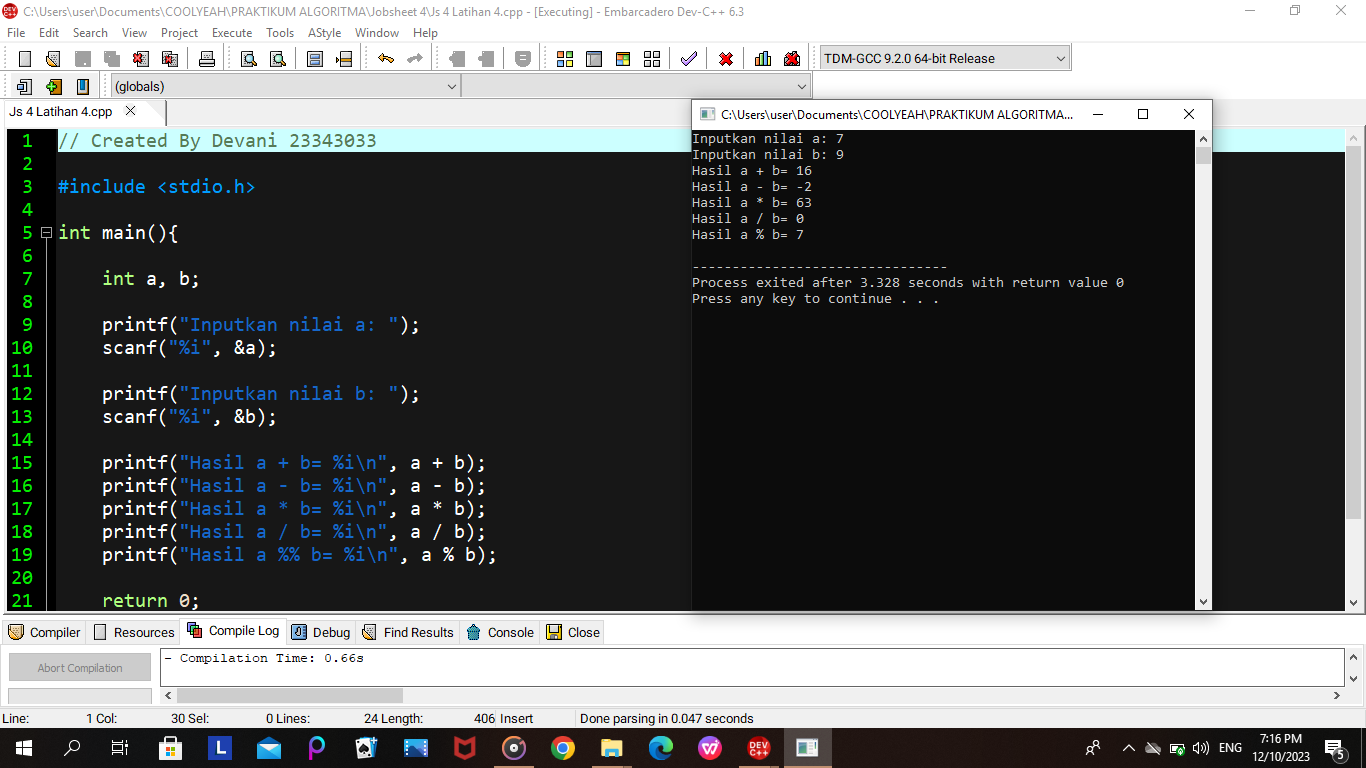 C:\Users\user\Documents\COOLYEAH\PRAKTIKUM ALGORITMA\Jobsheet 4\Js 4 Latihan 4.cpp - [Executing] - Embarcadero Dev-C++ 6.3
File Edit Search View Project Execute Tools AStyle Window Help
TDM-GCC 9.2.0 64-bit Release
(globals)
Js 4 Latihan 4.cpp
1 // Created By Devani 23343033
2
3 #include <stdio.h>
4
5 int main(){
6
7 int a, b;
8
9 printf("Inputkan nilai a: ");
10 scanf("%i", &a);
11
12 printf("Inputkan nilai b: ");
13 scanf("%i", &b);
14
15 printf("Hasil a + b= %i\n", a + b);
16 printf("Hasil a - b= %i\n", a - b);
17 printf("Hasil a * b= %i\n", a * b);
18 printf("Hasil a / b= %i\n", a / b);
19 printf("Hasil a %% b= %i\n", a % b);
20
21 return 0;
C:\Users\user\Documents\COOLYEAH\PRAKTIKUM ALGORITMA...
Inputkan nilai a: 7
Inputkan nilai b: 9
Hasil a + b= 16
Hasil a - b= -2
Hasil a * b= 63
Hasil a / b= 0
Hasil a % b= 7
--------------------------------
Process exited after 3.328 seconds with return value 0
Press any key to continue . . .
Compiler Resources Compile Log Debug Find Results Console Close
Abort Compilation
- Compilation Time: 0.66s
Line: 1 Col: 30 Sel: 0 Lines: 24 Length: 406 Insert Done parsing in 0.047 seconds
L
DEV C++
ENG
7:16 PM
12/10/2023
5